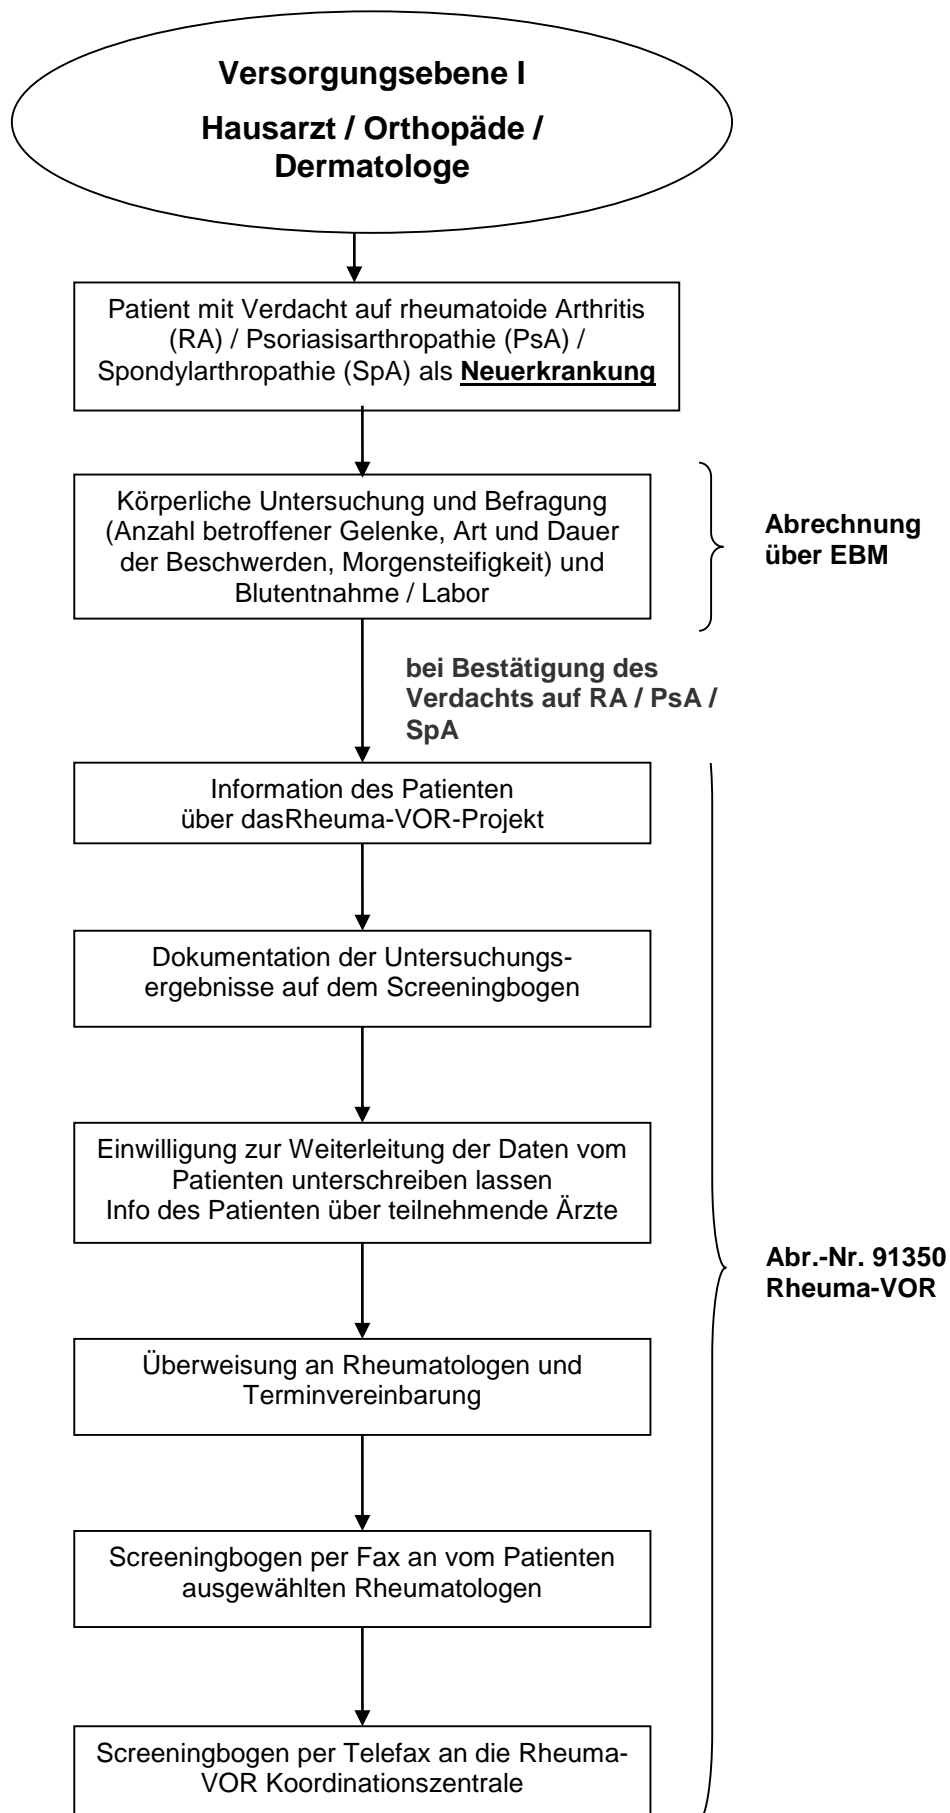 Versorgungsebene I
Hausarzt / Orthopäde /
Dermatologe
Patient mit Verdacht auf rheumatoide Arthritis
(RA) / Psoriasisarthropathie (PsA) /
Spondylarthropathie (SpA) als Neuerkrankung
Körperliche Untersuchung und Befragung
(Anzahl betroffener Gelenke, Art und Dauer
der Beschwerden, Morgensteifigkeit) und
Blutentnahme / Labor
Abrechnung
über EBM
bei Bestätigung des
Verdachts auf RA / PsA /
SpA
Information des Patienten
über dasRheuma-VOR-Projekt
Dokumentation der Untersuchungs-
ergebnisse auf dem Screeningbogen
Einwilligung zur Weiterleitung der Daten vom
Patienten unterschreiben lassen
Info des Patienten über teilnehmende Ärzte
Abr.-Nr. 91350
Rheuma-VOR
Überweisung an Rheumatologen und
Terminvereinbarung
Screeningbogen per Fax an vom Patienten
ausgewählten Rheumatologen
Screeningbogen per Telefax an die Rheuma-
VOR Koordinationszentrale